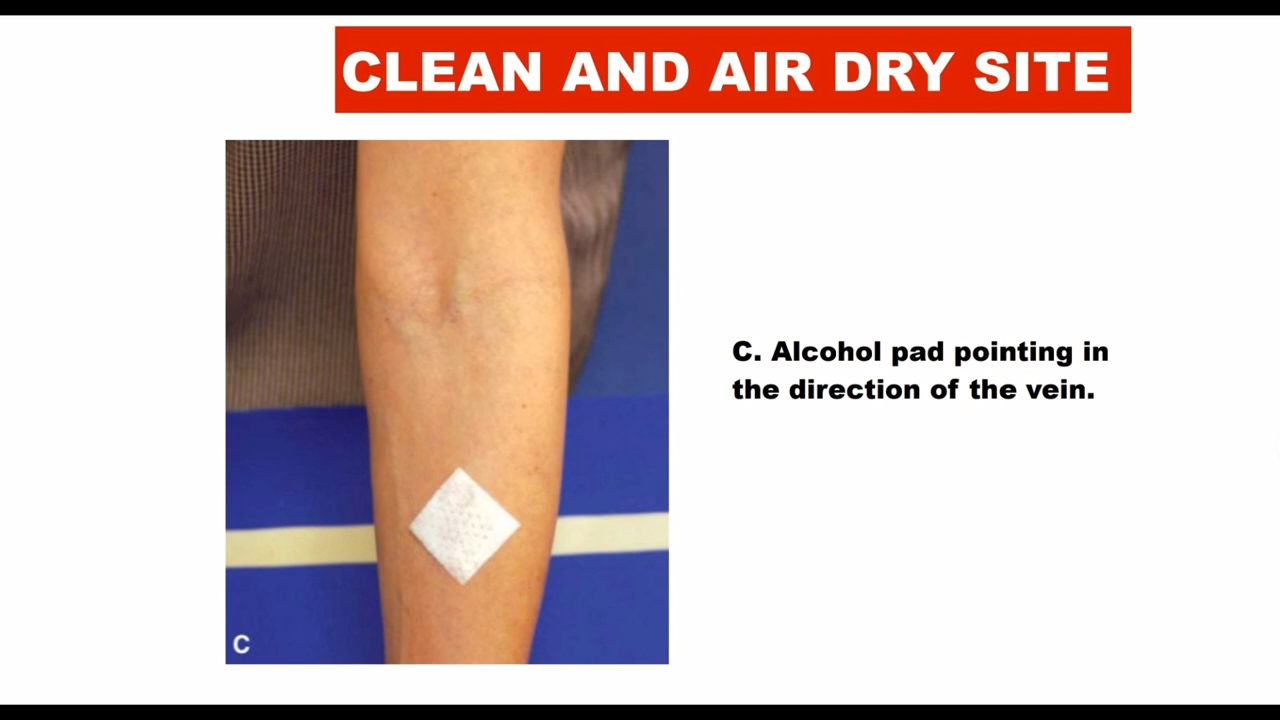 CLEAN AND AIR DRY SITE
C. Alcohol pad pointing in
the direction of the vein.
C